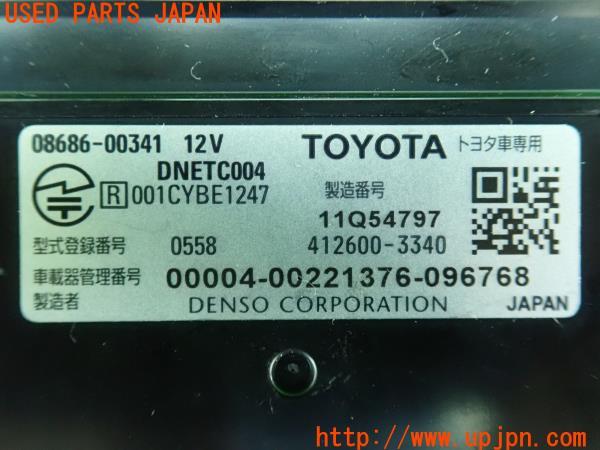 USED PARTS JAPAN
08686-00341 12V TOYOTA トヨタ車専用
DNETC004
R 001CYBE1247 製造番号
11Q54797
型式登録番号 0558 412600-3340
車載器管理番号 00004-00221376-096768
製造者 DENSO CORPORATION JAPAN
http://www.upjpn.com